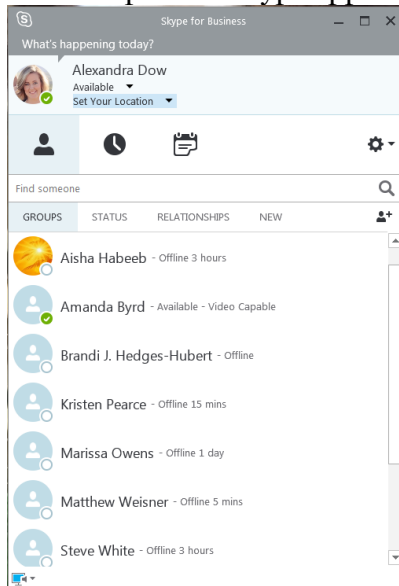 Skype for Business
What's happening today?
Alexandra Dow
Available
Set Your Location
Find someone
GROUPS STATUS RELATIONSHIPS NEW
Aisha Habeeb - Offline 3 hours
Amanda Byrd - Available - Video Capable
Brandi J. Hedges-Hubert - Offline
Kristen Pearce - Offline 15 mins
Marissa Owens - Offline 1 day
Matthew Weisner - Offline 5 mins
Steve White - Offline 3 hours